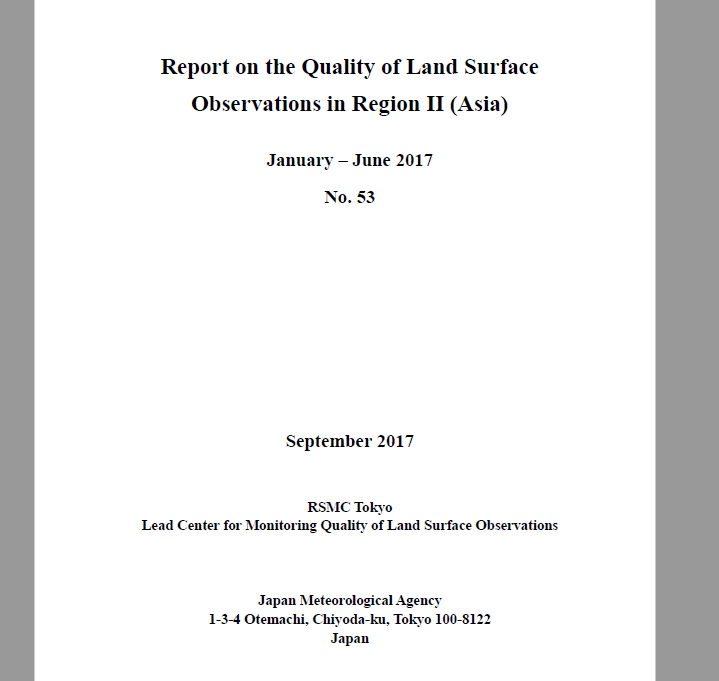 Report on the Quality of Land Surface
Observations in Region II (Asia)
January – June 2017
No. 53
September 2017
RSMC Tokyo
Lead Center for Monitoring Quality of Land Surface Observations
Japan Meteorological Agency
1-3-4 Otemachi, Chiyoda-ku, Tokyo 100-8122
Japan